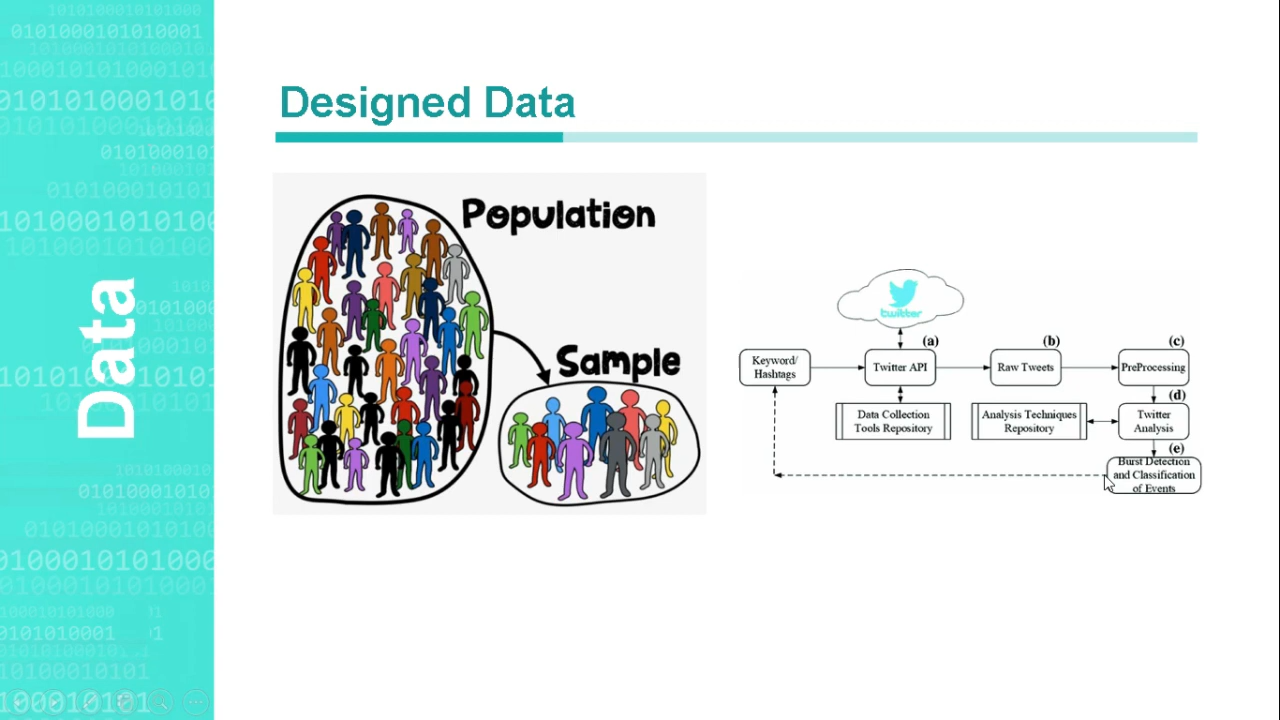 Designed Data
Data
Population
Sample
twitter
(a)
(b)
(c)
Keyword/
Hashtags
Twitter API
Raw Tweets
PreProcessing
(d)
Data Collection
Tools Repository
Analysis Techniques
Repository
Twitter
Analysis
(e)
Burst Detection
and Classification
of Events